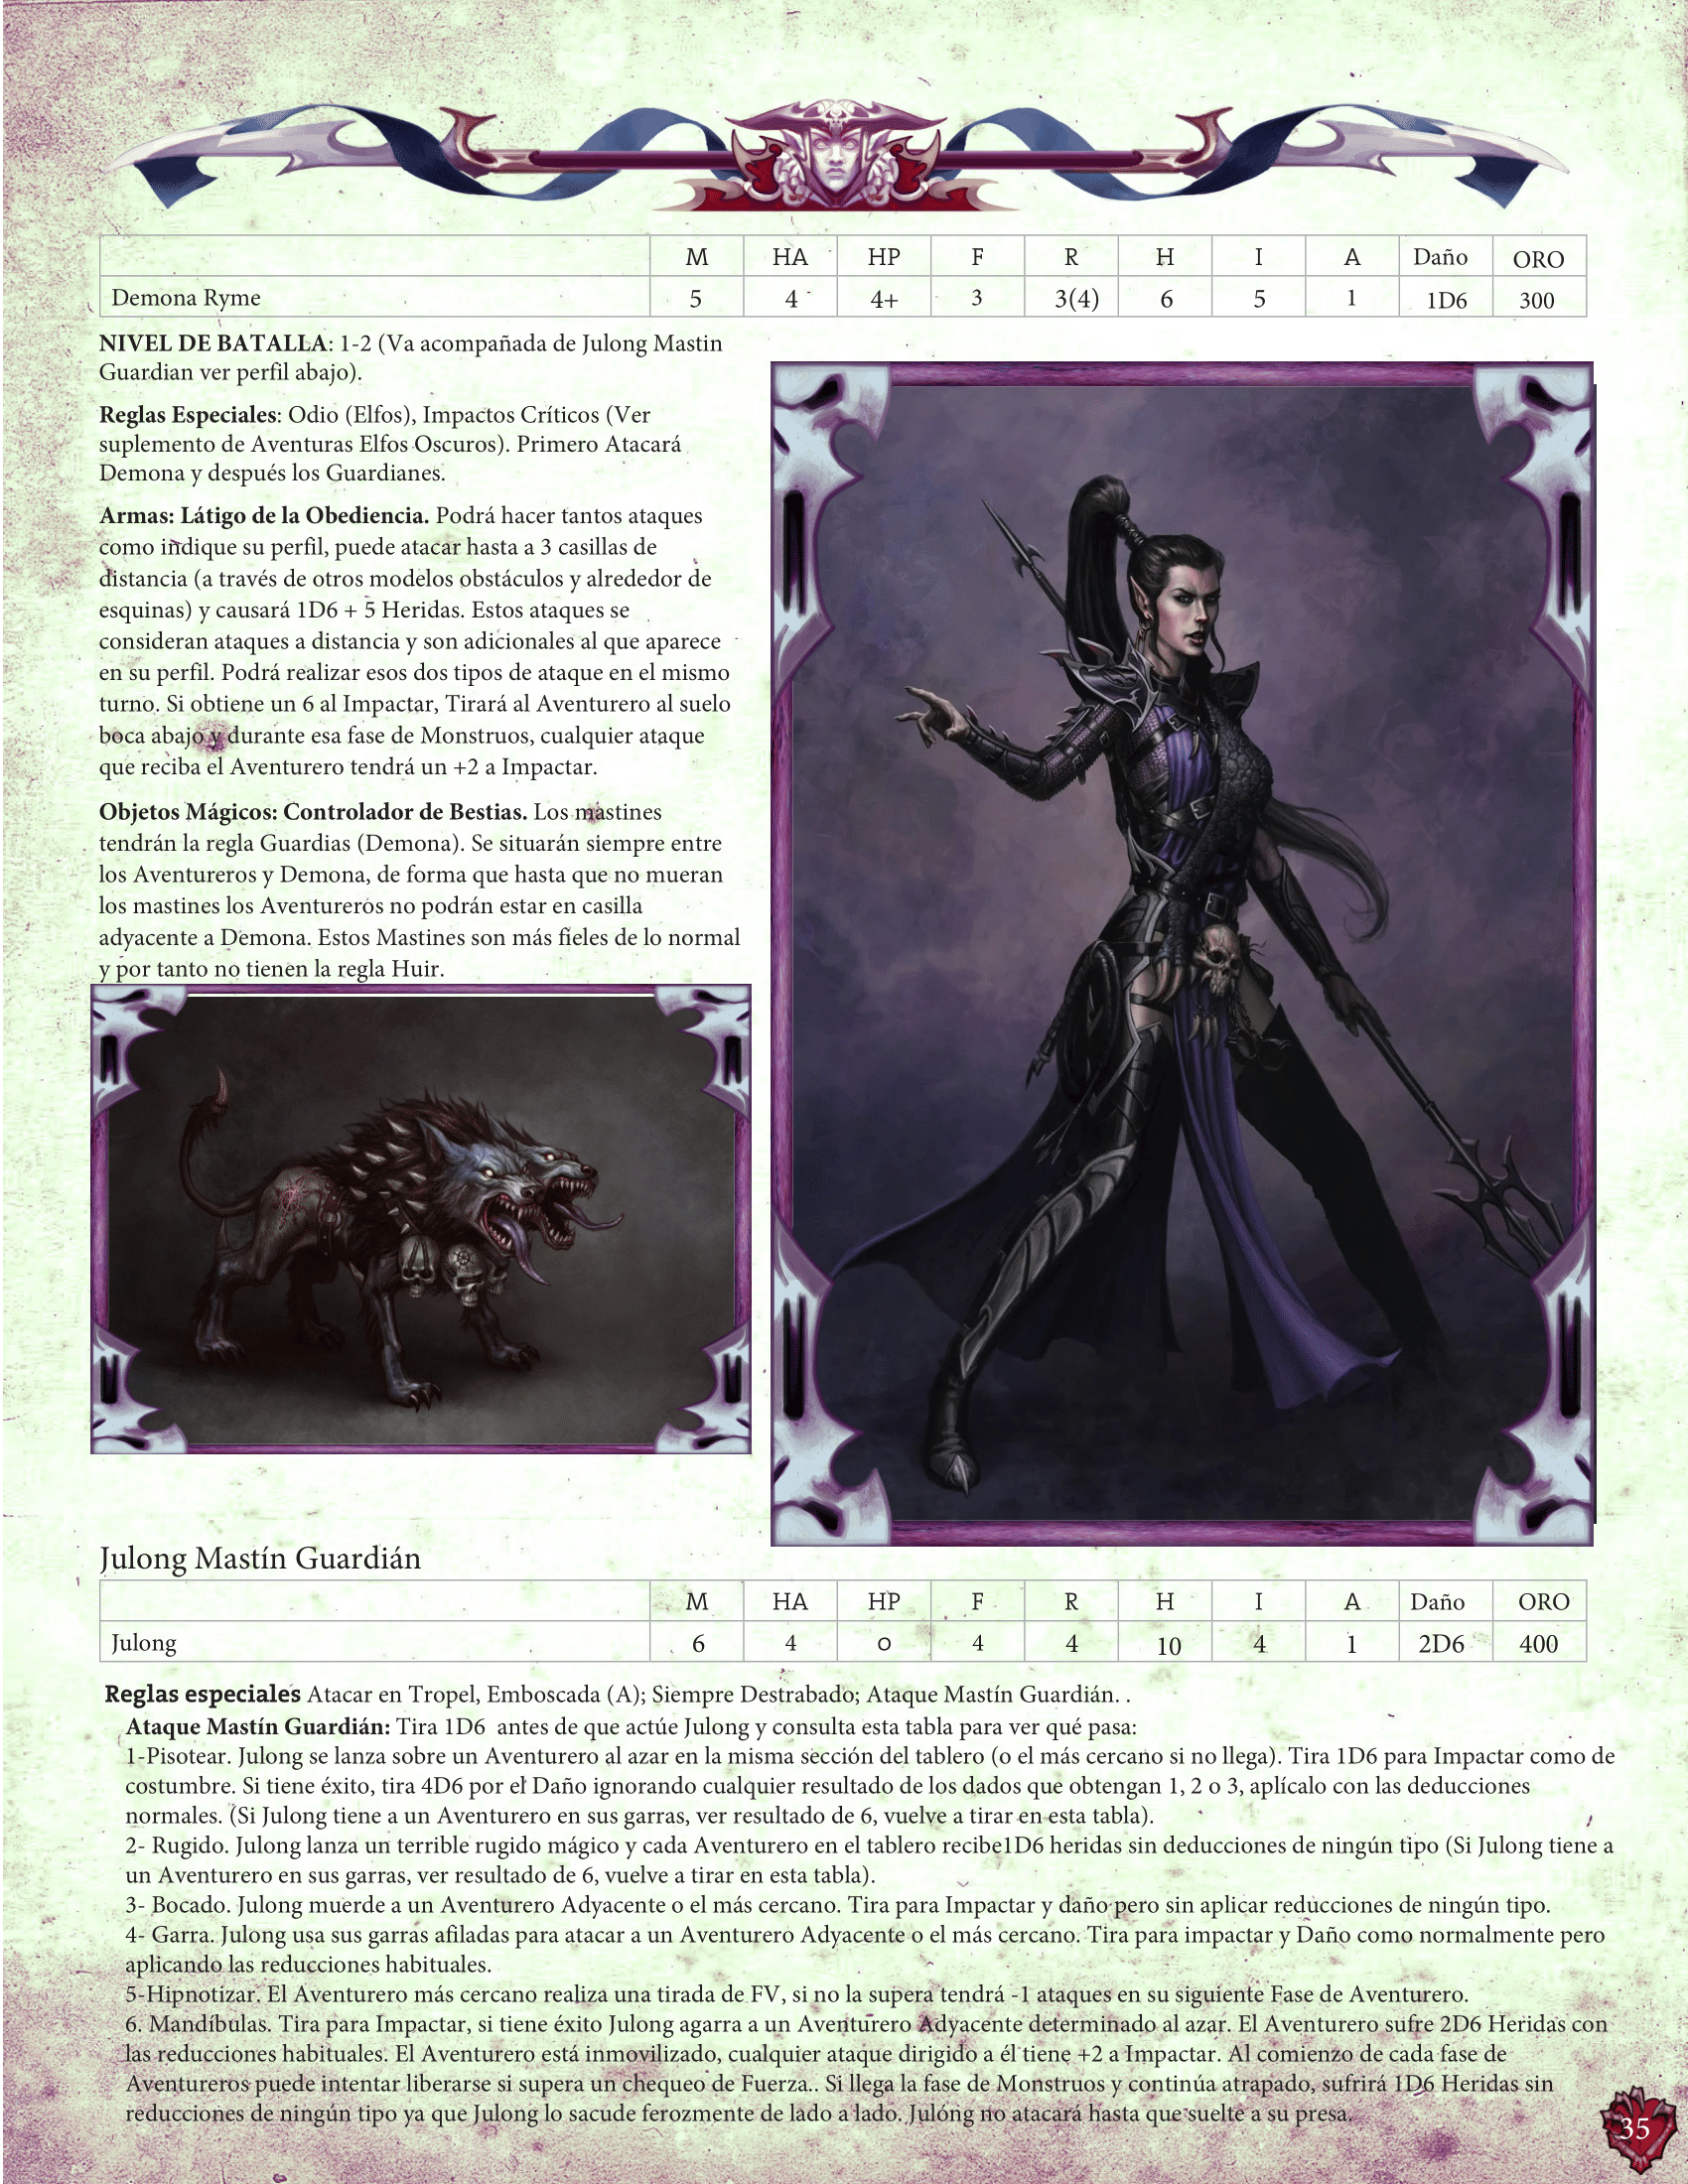 M HA HP F R H I A Daño ORO
Demona Ryme 5 4 4+ 3 3(4) 6 5 1 1D6 300
NIVEL DE BATALLA: 1-2 (Va acompañada de Julong Mastin
Guardian ver perfil abajo).
Reglas Especiales: Odio (Elfos), Impactos Críticos (Ver
suplemento de Aventuras Elfos Oscuros). Primero Atacará
Demona y después los Guardianes.
Armas: Látigo de la Obediencia. Podrá hacer tantos ataques
como indique su perfil, puede atacar hasta a 3 casillas de
distancia (a través de otros modelos obstáculos y alrededor de
esquinas) y causará 1D6 + 5 Heridas. Estos ataques se
consideran ataques a distancia y son adicionales al que aparece
en su perfil. Podrá realizar esos dos tipos de ataque en el mismo
turno. Si obtiene un 6 al Impactar, Tirará al Aventurero al suelo
boca abajo y durante esa fase de Monstruos, cualquier ataque
que reciba el Aventurero tendrá un +2 a Impactar.
Objetos Mágicos: Controlador de Bestias. Los mastines
tendrán la regla Guardias (Demona). Se situarán siempre entre
los Aventureros y Demona, de forma que hasta que no mueran
los mastines los Aventureros no podrán estar en casilla
adyacente a Demona. Estos Mastines son más fieles de lo normal
y por tanto no tienen la regla Huir.
Julong Mastín Guardián
M HA HP F R H I A Daño ORO
Julong 6 4 0 4 4 10 4 1 2D6 400
Reglas especiales Atacar en Tropel, Emboscada (A); Siempre Destrabado; Ataque Mastín Guardián. .
Ataque Mastín Guardián: Tira 1D6 antes de que actúe Julong y consulta esta tabla para ver qué pasa:
1-Pisotear. Julong se lanza sobre un Aventurero al azar en la misma sección del tablero (o el más cercano si no llega). Tira 1D6 para Impactar como de
costumbre. Si tiene éxito, tira 4D6 por el Daño ignorando cualquier resultado de los dados que obtengan 1, 2 o 3, aplícalo con las deducciones
normales. (Si Julong tiene a un Aventurero en sus garras, ver resultado de 6, vuelve a tirar en esta tabla).
2- Rugido. Julong lanza un terrible rugido mágico y cada Aventurero en el tablero recibe1D6 heridas sin deducciones de ningún tipo (Si Julong tiene a
un Aventurero en sus garras, ver resultado de 6, vuelve a tirar en esta tabla).
3- Bocado. Julong muerde a un Aventurero Adyacente o el más cercano. Tira para Impactar y daño pero sin aplicar reducciones de ningún tipo.
4- Garra. Julong usa sus garras afiladas para atacar a un Aventurero Adyacente o el más cercano. Tira para impactar y Daño como normalmente pero
aplicando las reducciones habituales.
5-Hipnotizar. El Aventurero más cercano realiza una tirada de FV, si no la supera tendrá -1 ataques en su siguiente Fase de Aventurero.
6. Mandíbulas. Tira para Impactar, si tiene éxito Julong agarra a un Aventurero Adyacente determinado al azar. El Aventurero sufre 2D6 Heridas con
las reducciones habituales. El Aventurero está inmovilizado, cualquier ataque dirigido a él tiene +2 a Impactar. Al comienzo de cada fase de
Aventureros puede intentar liberarse si supera un chequeo de Fuerza.. Si llega la fase de Monstruos y continúa atrapado, sufrirá 1D6 Heridas sin
reducciones de ningún tipo ya que Julong lo sacude ferozmente de lado a lado. Julong no atacará hasta que suelte a su presa.
35